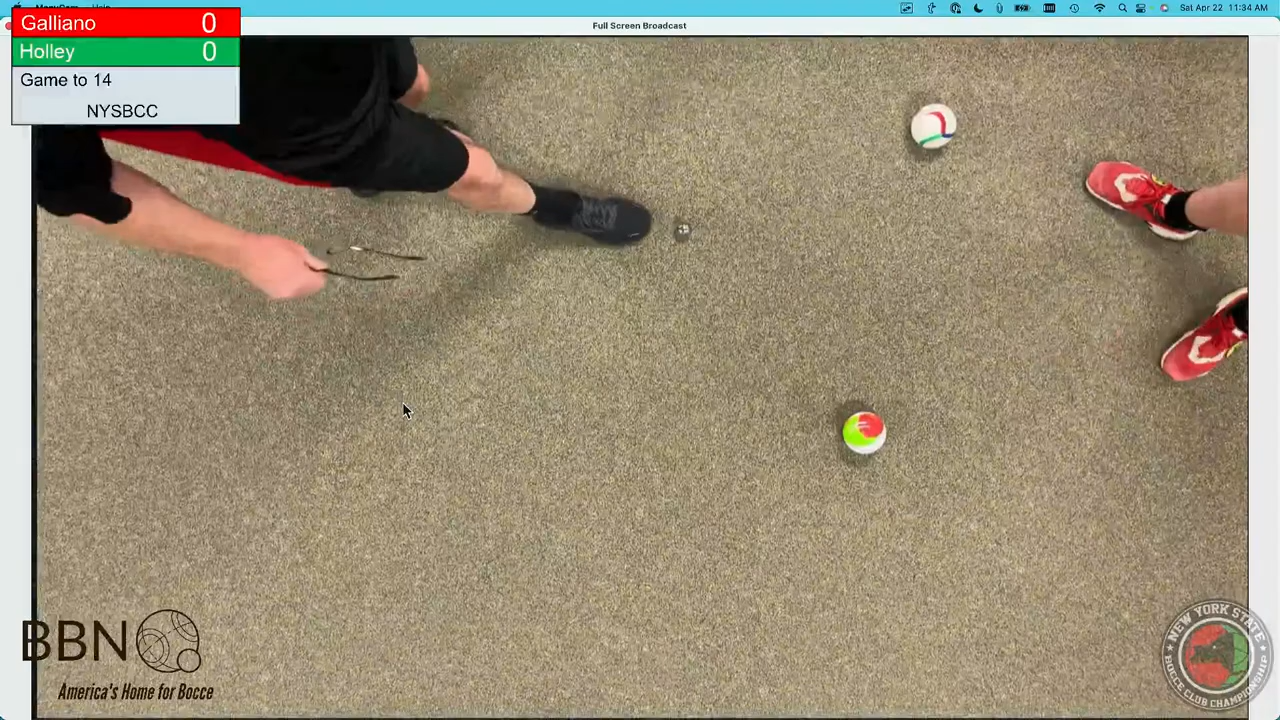 Help
Sat Apr 22 11:34 AM
Full Screen Broadcast
Galliano 0
Holley 0
Game to 14
NYSBCC
BBN
America's Home for Bocce
NEW YORK STATE
BOCCE CLUB CHAMPIONSHIP